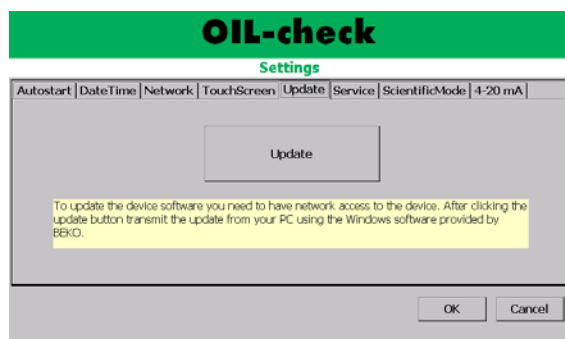 OIL-check
Settings
Autostart DateTime Network TouchScreen Update Service ScientificMode 4-20 mA
Update
To update the device software you need to have network access to the device. After clicking the
update button transmit the update from your PC using the Windows software provided by
BEKO.
OK Cancel